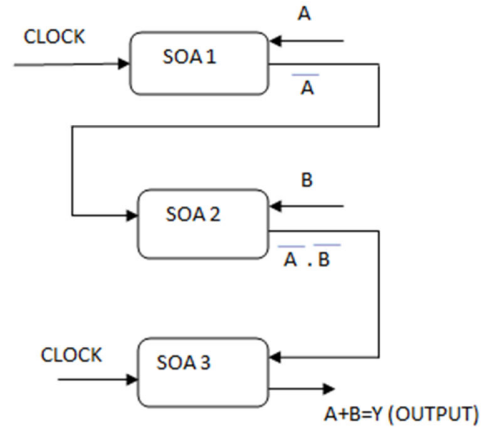 A
CLOCK
SOA 1
A̅
B
SOA 2
A̅ . B̅
CLOCK
SOA 3
A+B=Y (OUTPUT)